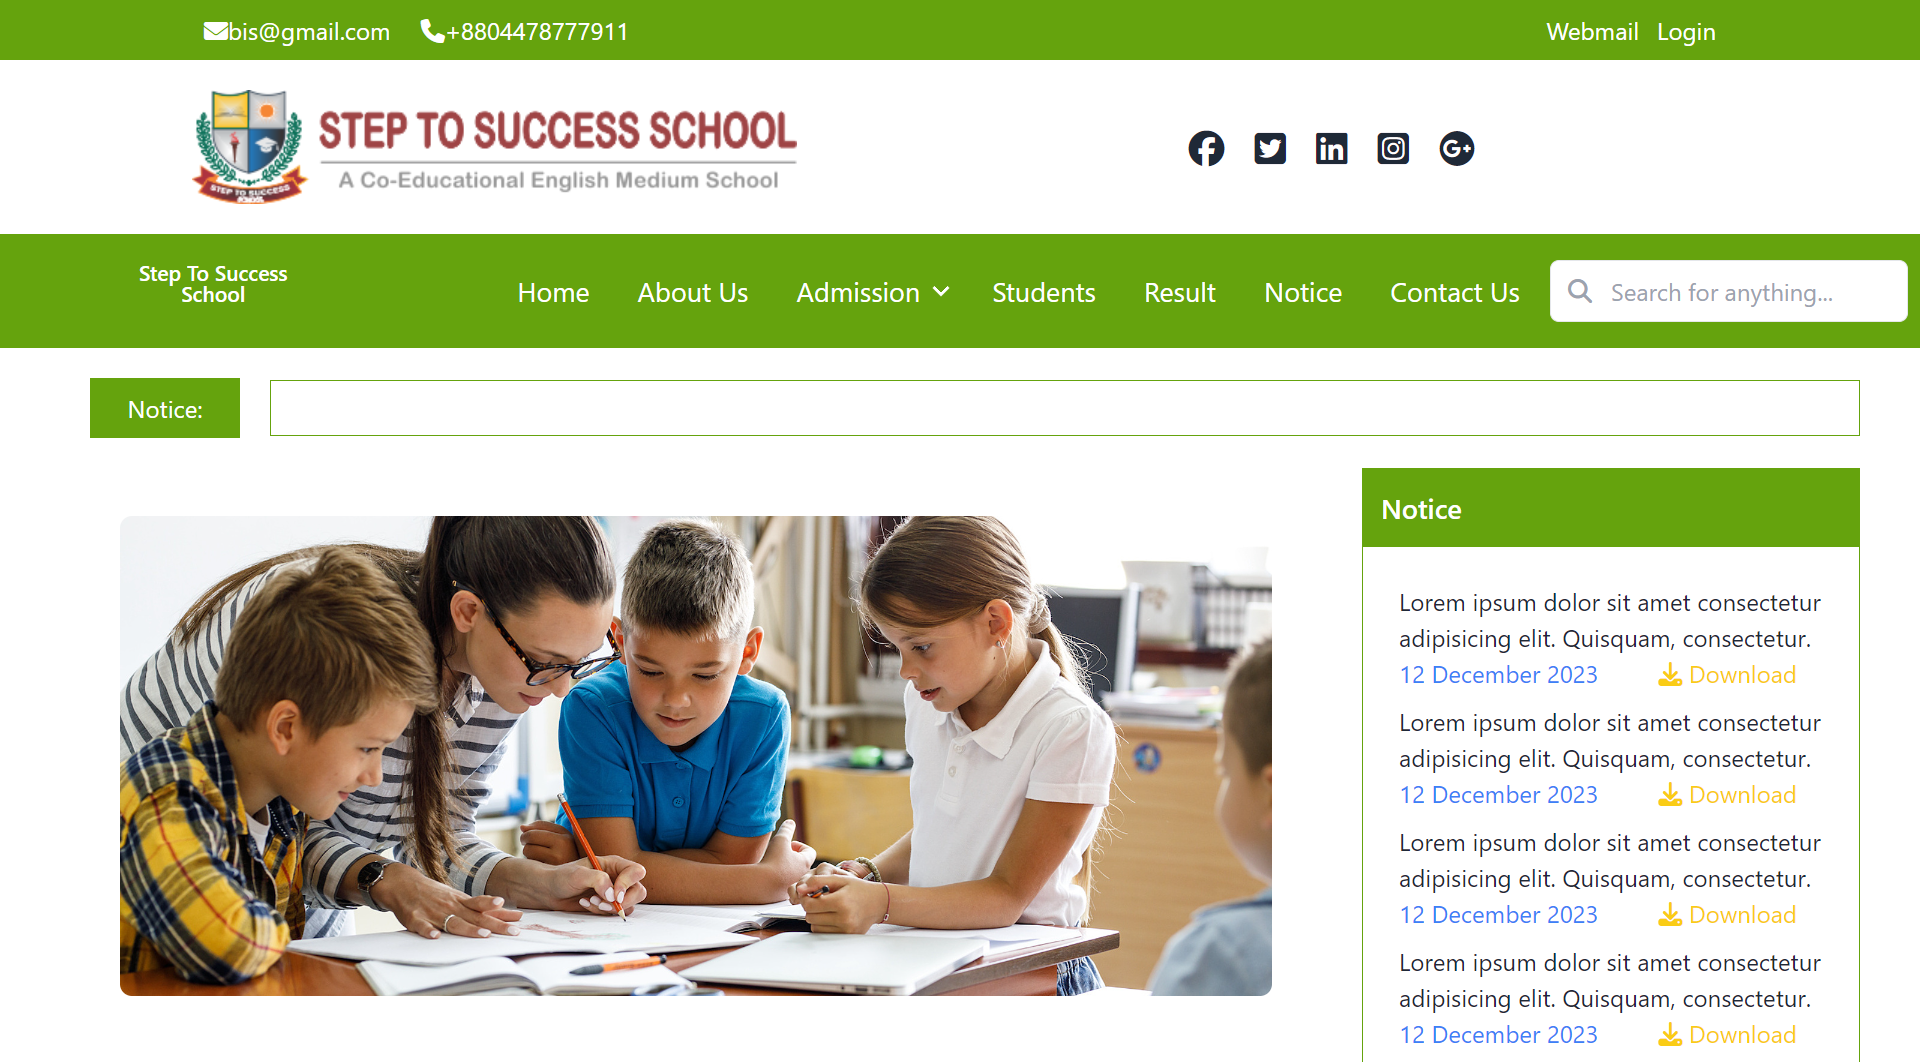 bis@gmail.com
+8804478777911
Webmail
Login
STEP TO SUCCESS
SCHOOL
STEP TO SUCCESS SCHOOL
A Co-Educational English Medium School
Step To Success
School
Home
About Us
Admission
Students
Result
Notice
Contact Us
Search for anything...
Notice:
Notice
Lorem ipsum dolor sit amet consectetur
adipisicing elit. Quisquam, consectetur.
12 December 2023
Download
Lorem ipsum dolor sit amet consectetur
adipisicing elit. Quisquam, consectetur.
12 December 2023
Download
Lorem ipsum dolor sit amet consectetur
adipisicing elit. Quisquam, consectetur.
12 December 2023
Download
Lorem ipsum dolor sit amet consectetur
adipisicing elit. Quisquam, consectetur.
12 December 2023
Download